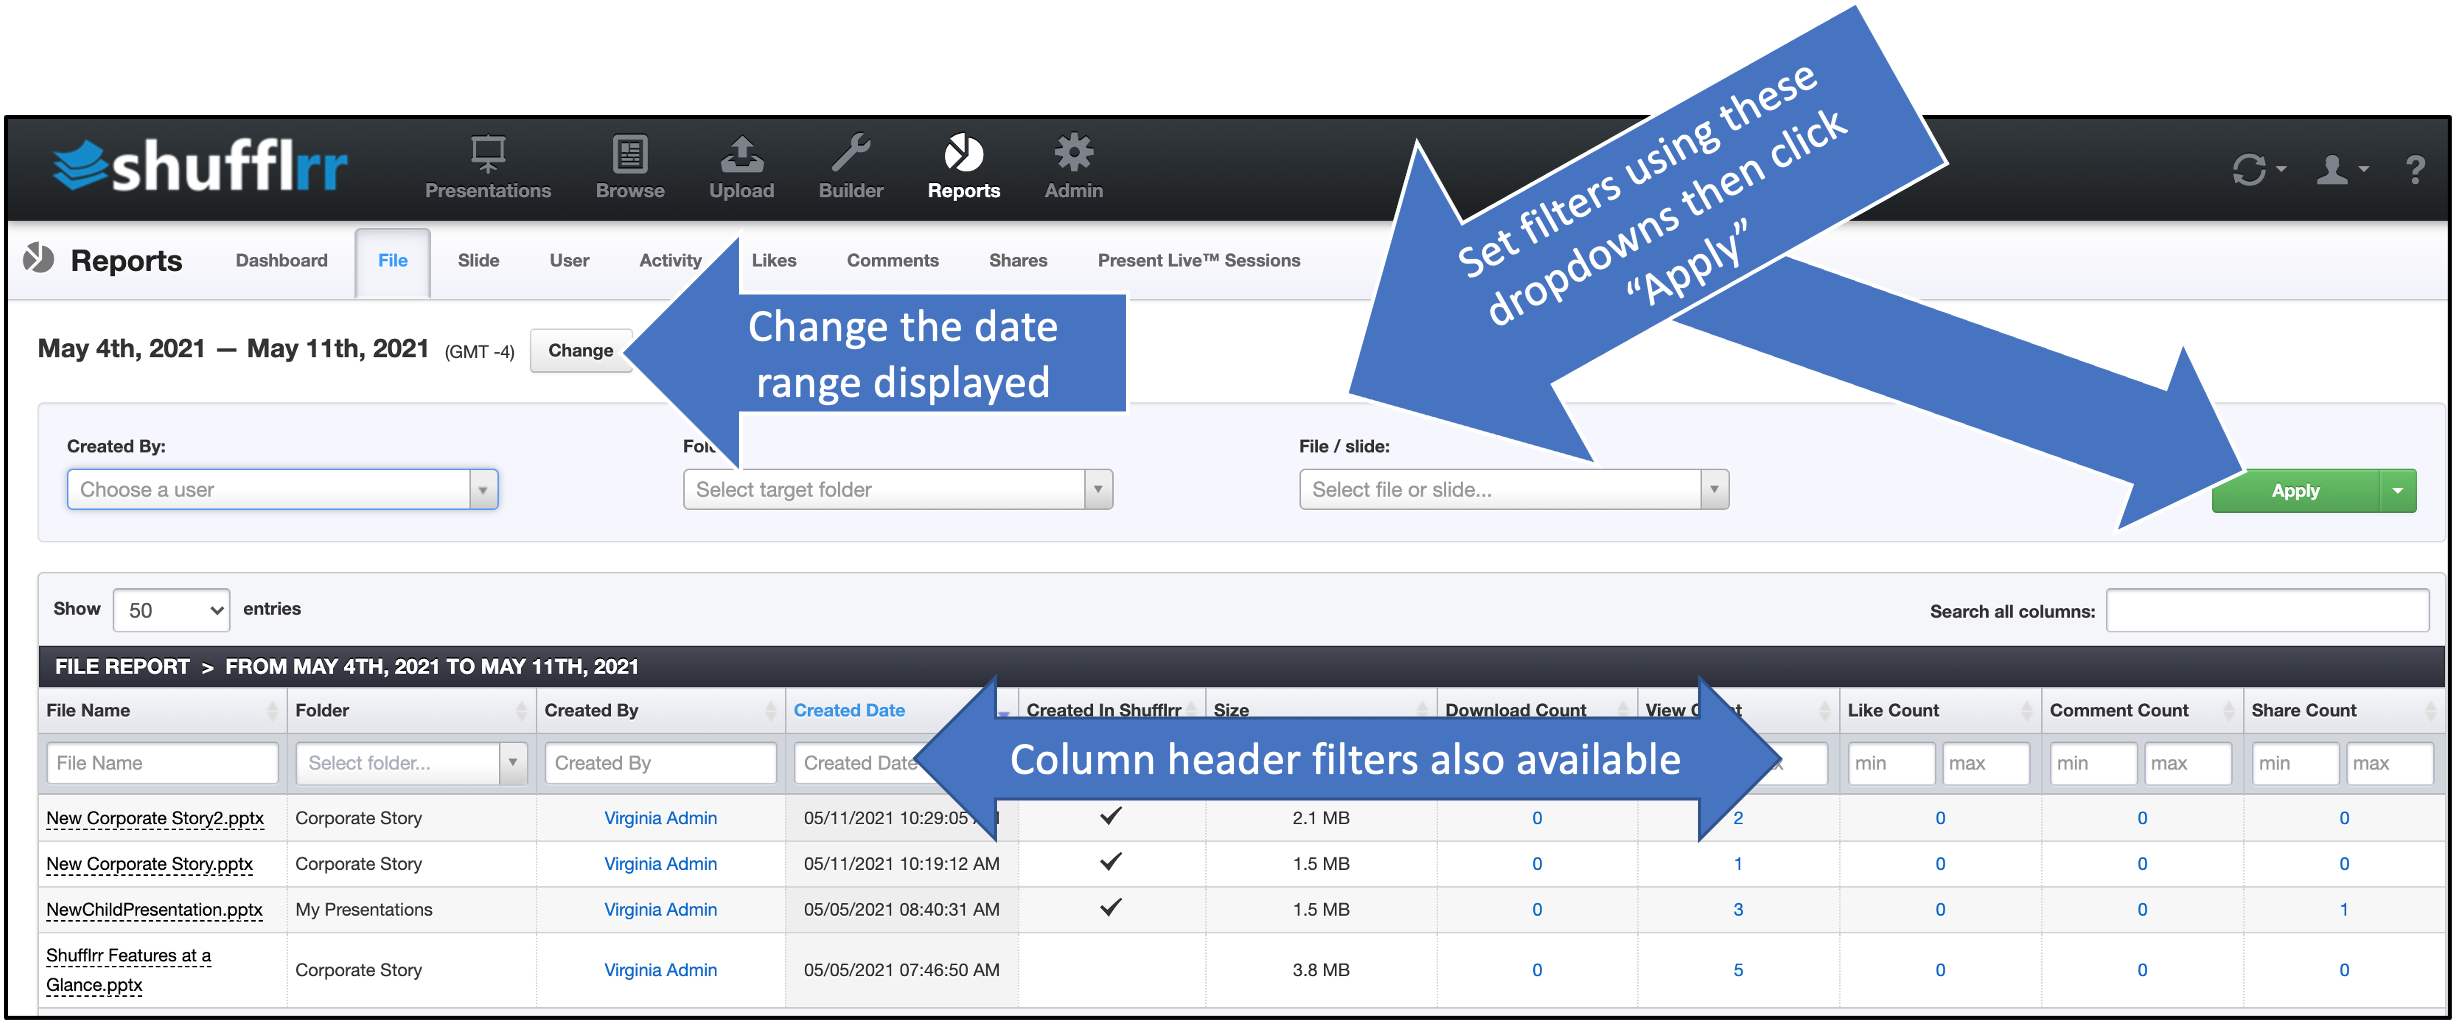 shufflrr
Presentations Browse Upload Builder Reports Admin ?
Set filters using these
dropdowns then click
“Apply”
Reports Dashboard File Slide User Activity Likes Comments Shares Present Live™ Sessions
May 4th, 2021 — May 11th, 2021 (GMT -4) Change
Change the date
range displayed
Created By: File / slide:
Choose a user Select target folder Select file or slide... Apply
Show 50 entries Search all columns:
FILE REPORT > FROM MAY 4TH, 2021 TO MAY 11TH, 2021
File Name Folder Created By Created Date Created In Shufflrr Size Download Count View Like Count Comment Count Share Count
File Name Select folder... Created By Created Date min max min max min max
Column header filters also available
New Corporate Story2.pptx Corporate Story Virginia Admin 05/11/2021 10:29:05 2.1 MB 0 2 0 0 0
New Corporate Story.pptx Corporate Story Virginia Admin 05/11/2021 10:19:12 AM 1.5 MB 0 1 0 0 0
NewChildPresentation.pptx My Presentations Virginia Admin 05/05/2021 08:40:31 AM 1.5 MB 0 3 0 0 1
Shufflrr Features at a
Glance.pptx Corporate Story Virginia Admin 05/05/2021 07:46:50 AM 3.8 MB 0 5 0 0 0